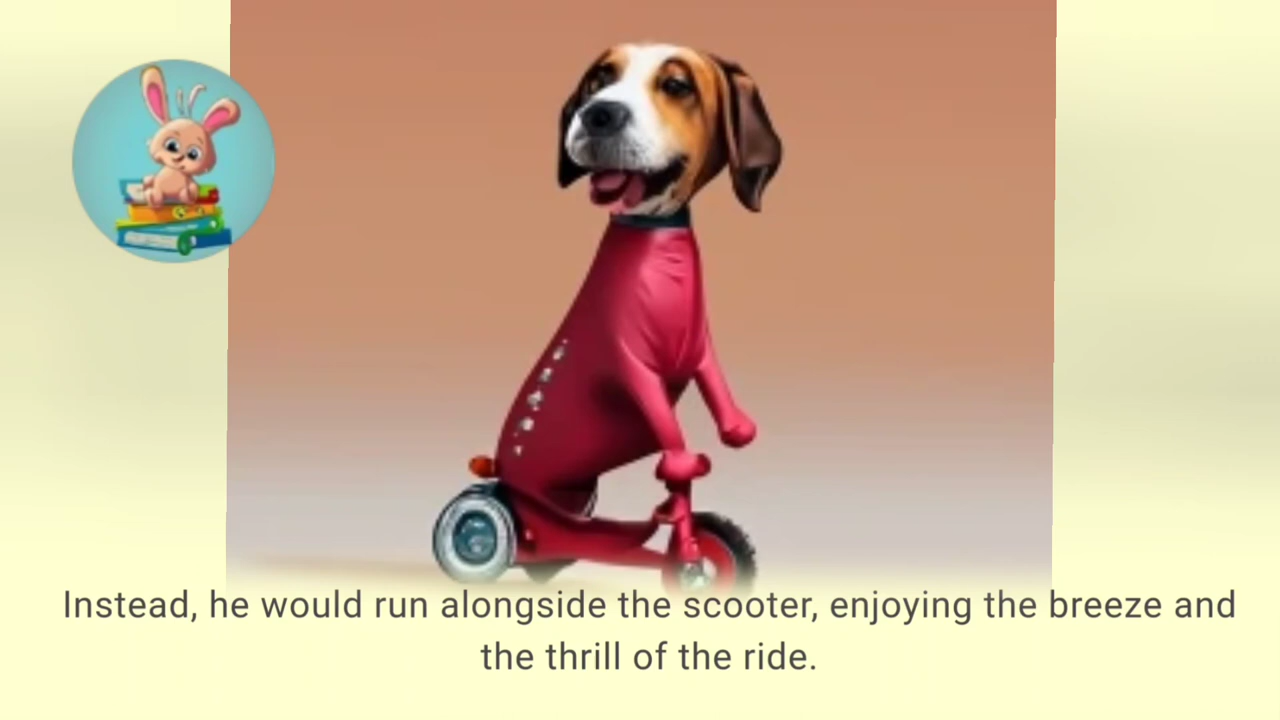 Instead, he would run alongside the scooter, enjoying the breeze and
the thrill of the ride.